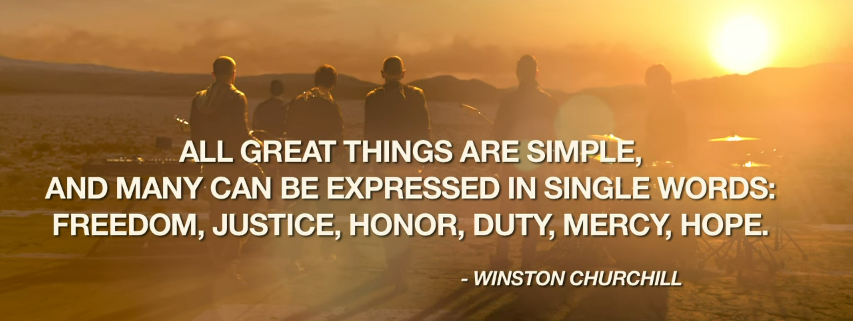 ALL GREAT THINGS ARE SIMPLE,
AND MANY CAN BE EXPRESSED IN SINGLE WORDS:
FREEDOM, JUSTICE, HONOR, DUTY, MERCY, HOPE.
- WINSTON CHURCHILL